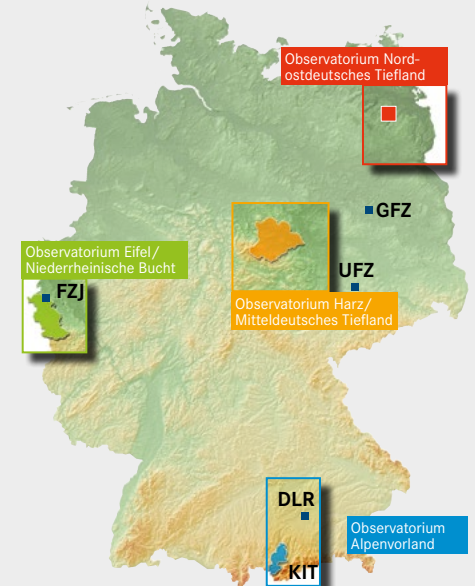 Observatorium Nord-
ostdeutsches Tiefland
GFZ
Observatorium Eifel/
Niederrheinische Bucht
FZJ
UFZ
Observatorium Harz/
Mitteldeutsches Tiefland
DLR
Observatorium
Alpenvorland
KIT